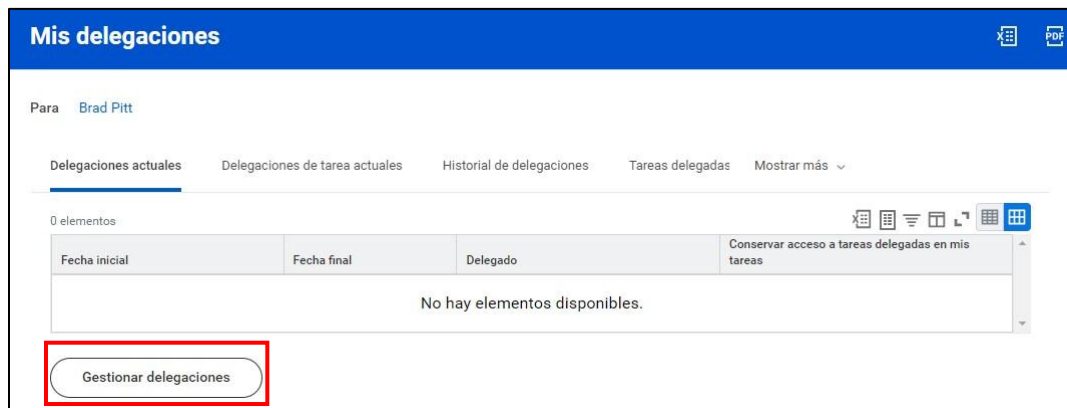 Mis delegaciones
PDF
Para Brad Pitt
Delegaciones actuales Delegaciones de tarea actuales Historial de delegaciones Tareas delegadas Mostrar más
0 elementos
Fecha inicial Fecha final Delegado Conservar acceso a tareas delegadas en mis
tareas
No hay elementos disponibles.
Gestionar delegaciones